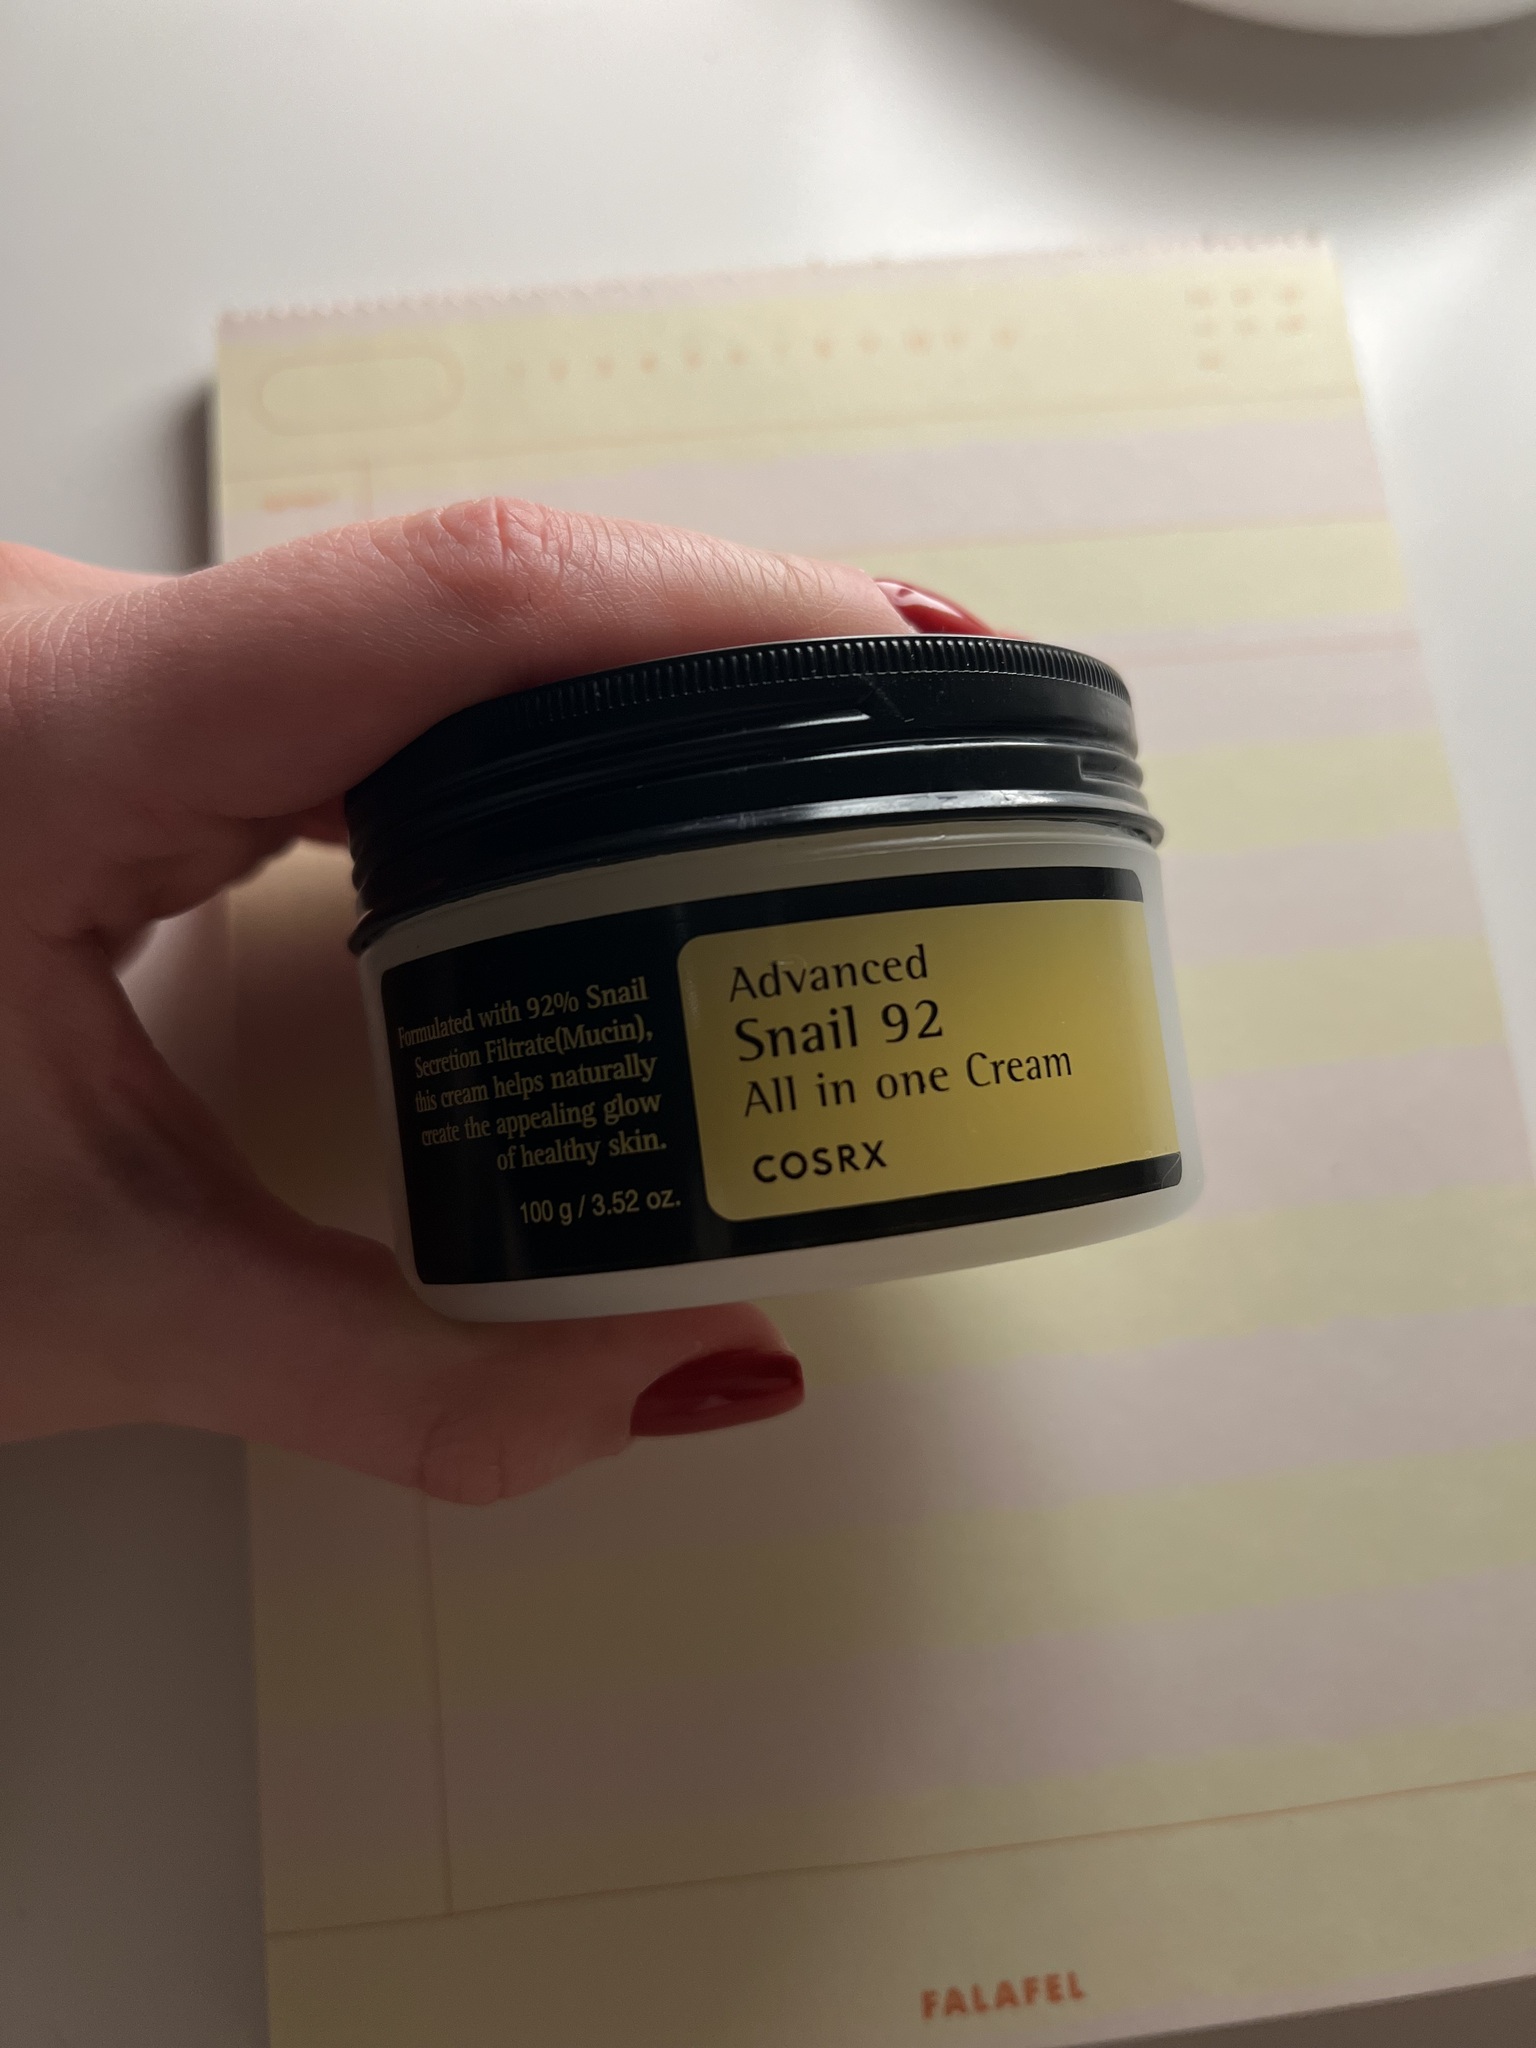 Formulated with 92% Snail
Secretion Filtrate(Mucin),
this cream helps naturally
create the appealing glow
of healthy skin.
100 g / 3.52 oz.
Advanced
Snail 92
All in one Cream
COSRX
FALAFEL